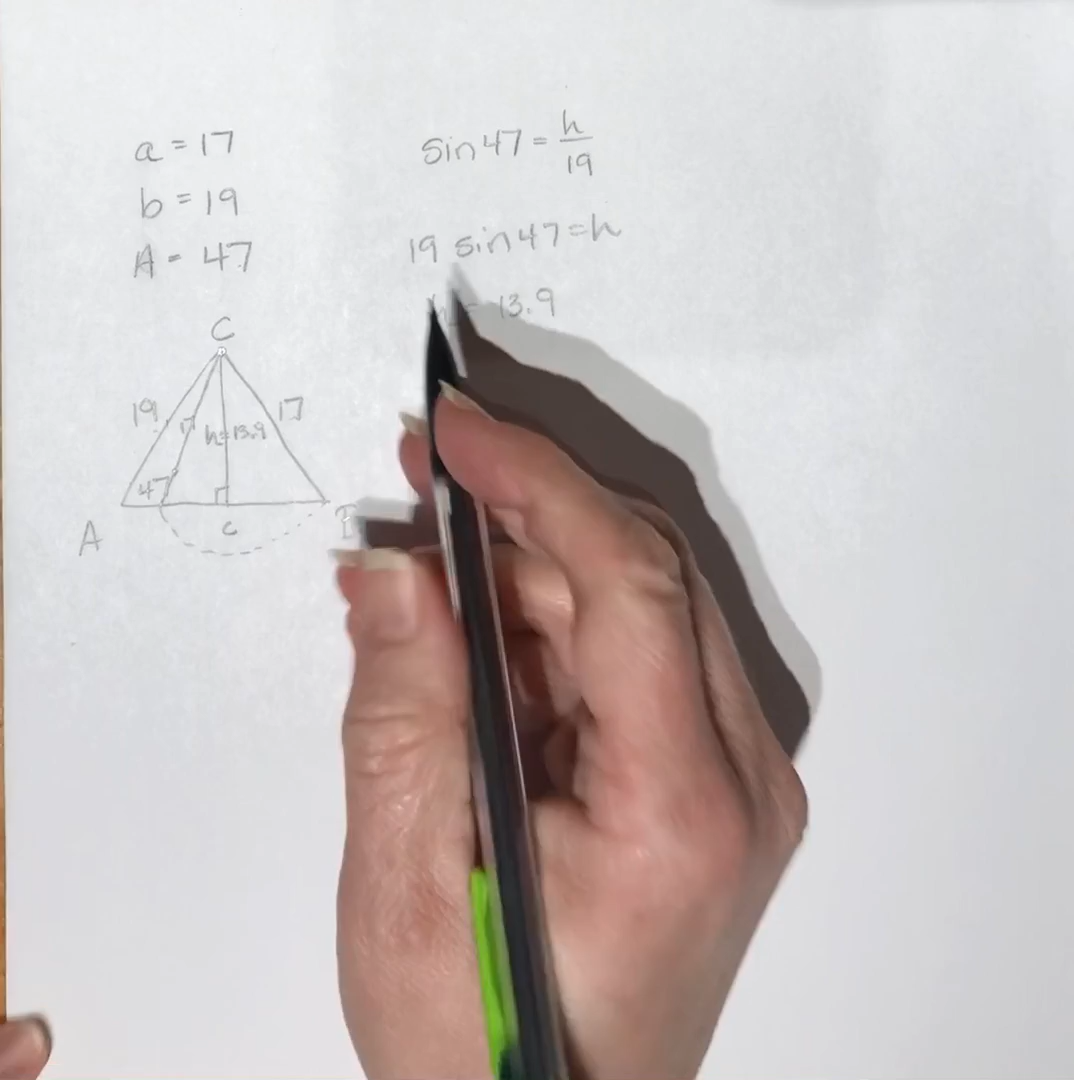 a = 17
b = 19
A = 47
sin 47 = h/19
19 sin 47 = h
h = 13.9
C
19 17 h=13.9 17
47
c
A B